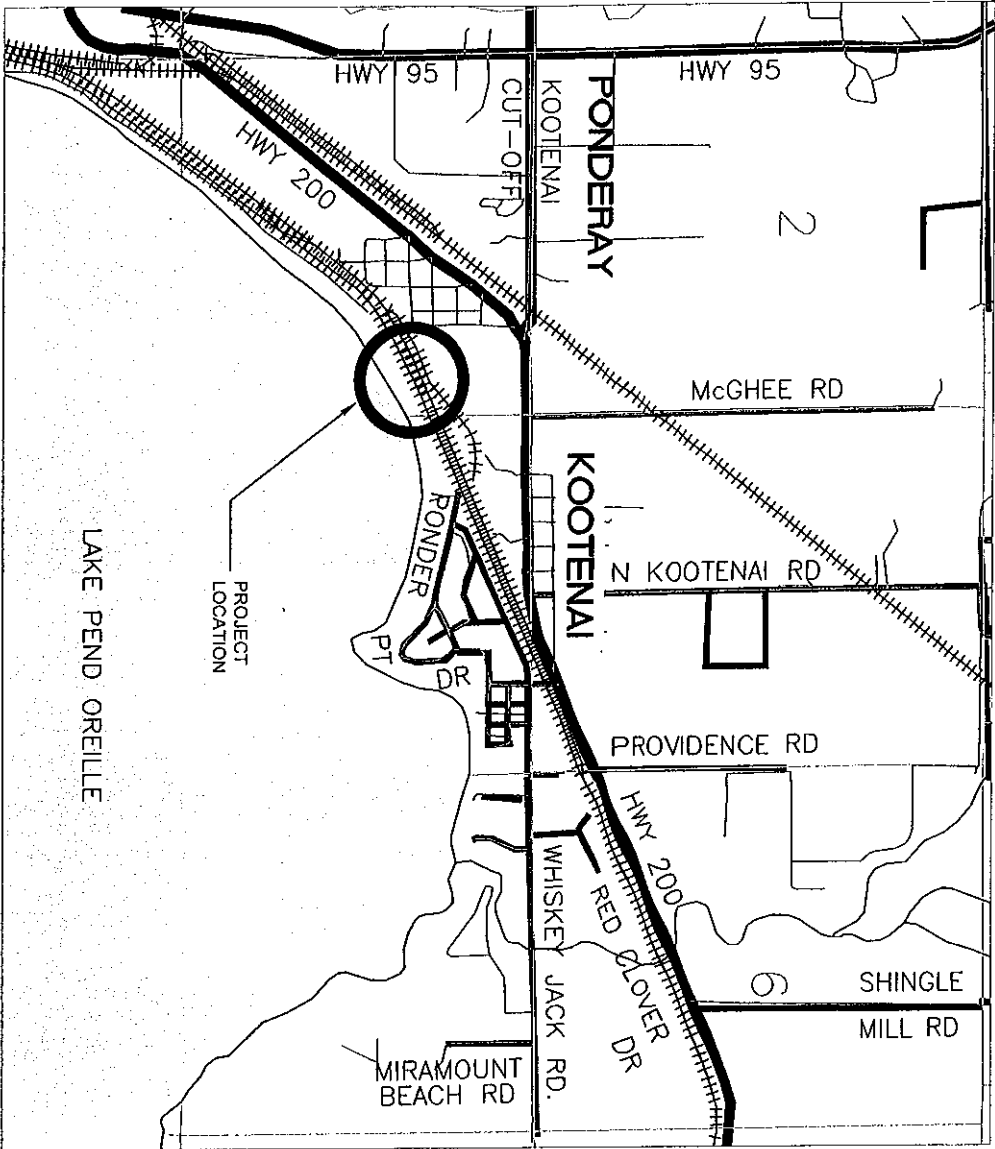 HWY 95
HWY 95
PONDERAY
KOOTENAI
CUT-OFF
HWY 200
2
McGHEE RD
KOOTENAI
N KOOTENAI RD
PONDER
PT
DR
PROJECT
LOCATION
LAKE PEND OREILLE
PROVIDENCE RD
HWY 200
RED CLOVER
DR
WHISKEY JACK RD.
6
SHINGLE
MILL RD
MIRAMOUNT
BEACH RD